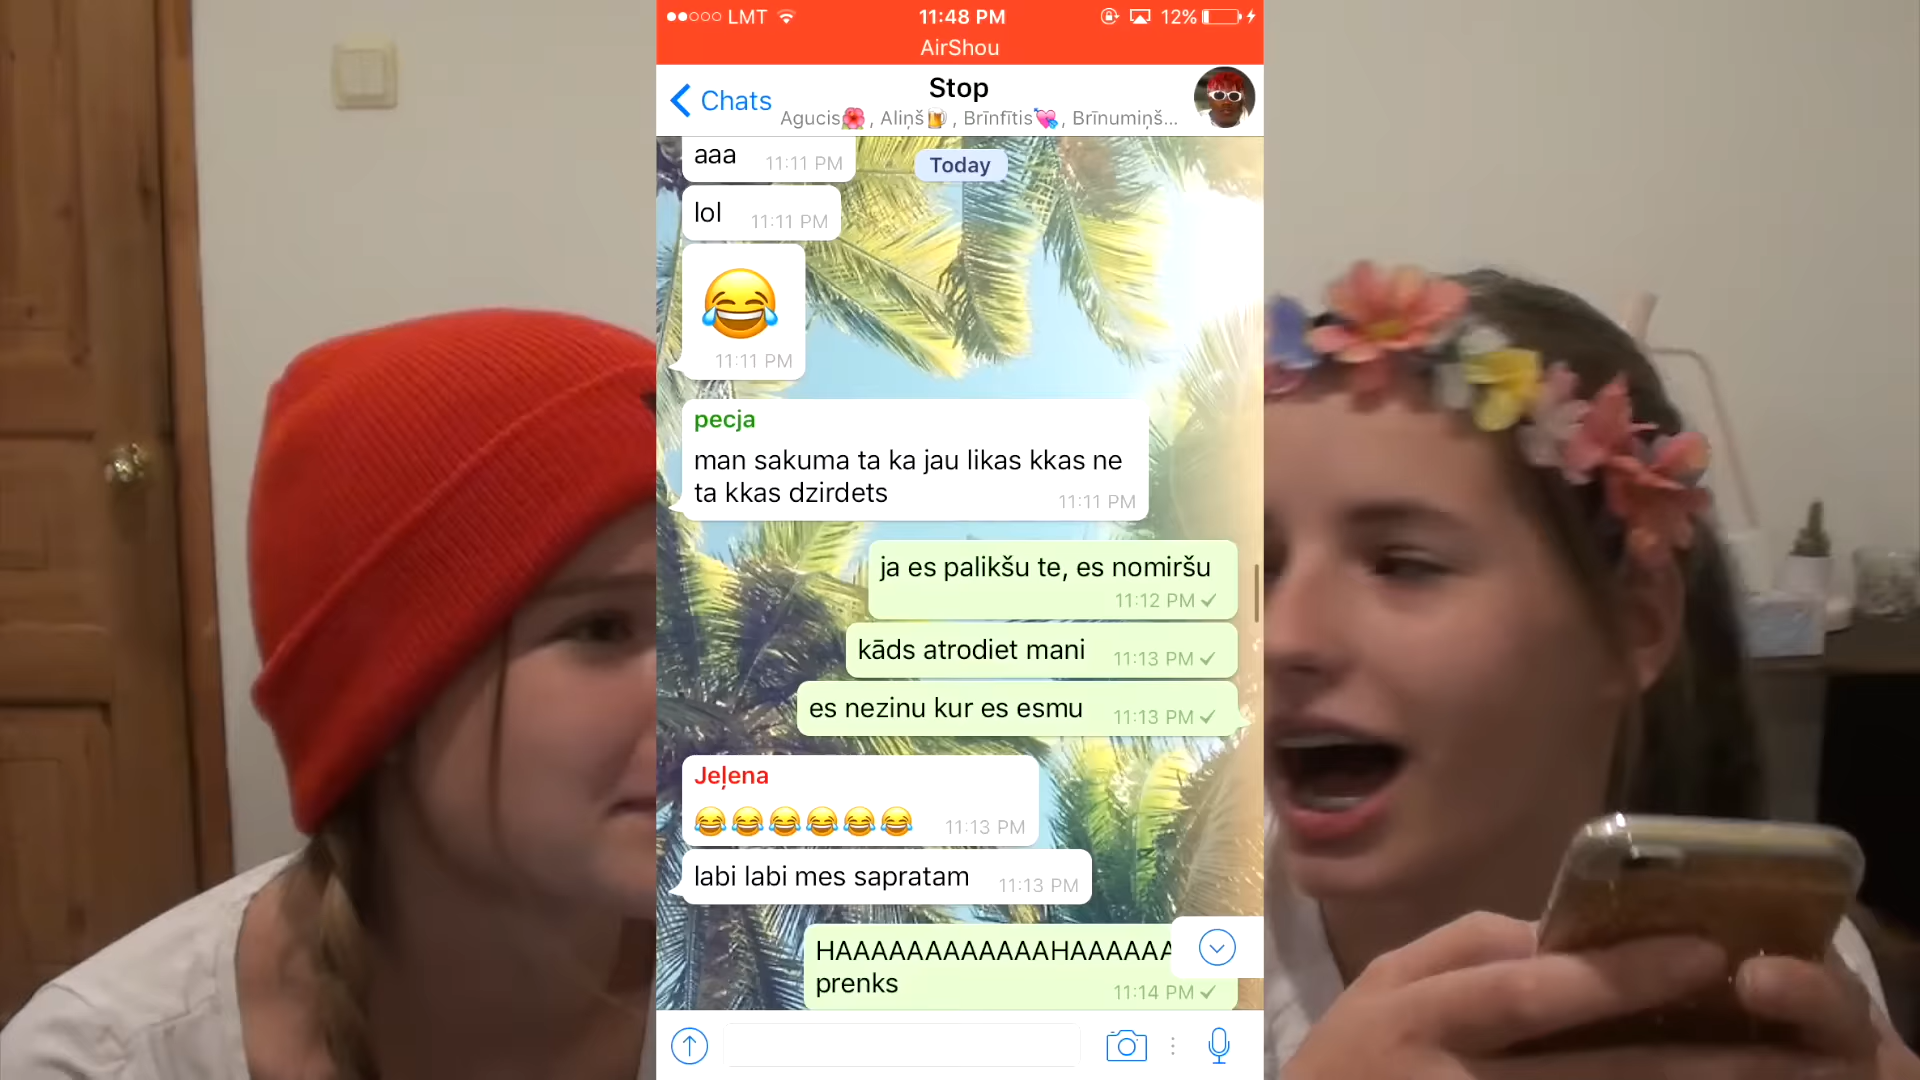 LMT 11:48 PM 12%
AirShou
Chats
Stop
Agucis🌺, Aliņš🍺, Brīnfītis💘, Brīnumiņš...
aaa 11:11 PM
Today
lol 11:11 PM
😂
11:11 PM
pecja
man sakuma ta ka jau likas kkas ne
ta kkas dzirdets 11:11 PM
ja es palikšu te, es nomiršu
11:12 PM
kāds atrodiet mani 11:13 PM
es nezinu kur es esmu 11:13 PM
Jeļena
😂😂😂😂😂😂 11:13 PM
labi labi mes sapratam 11:13 PM
HAAAAAAAAAAAAHAAAAAA
prenks 11:14 PM